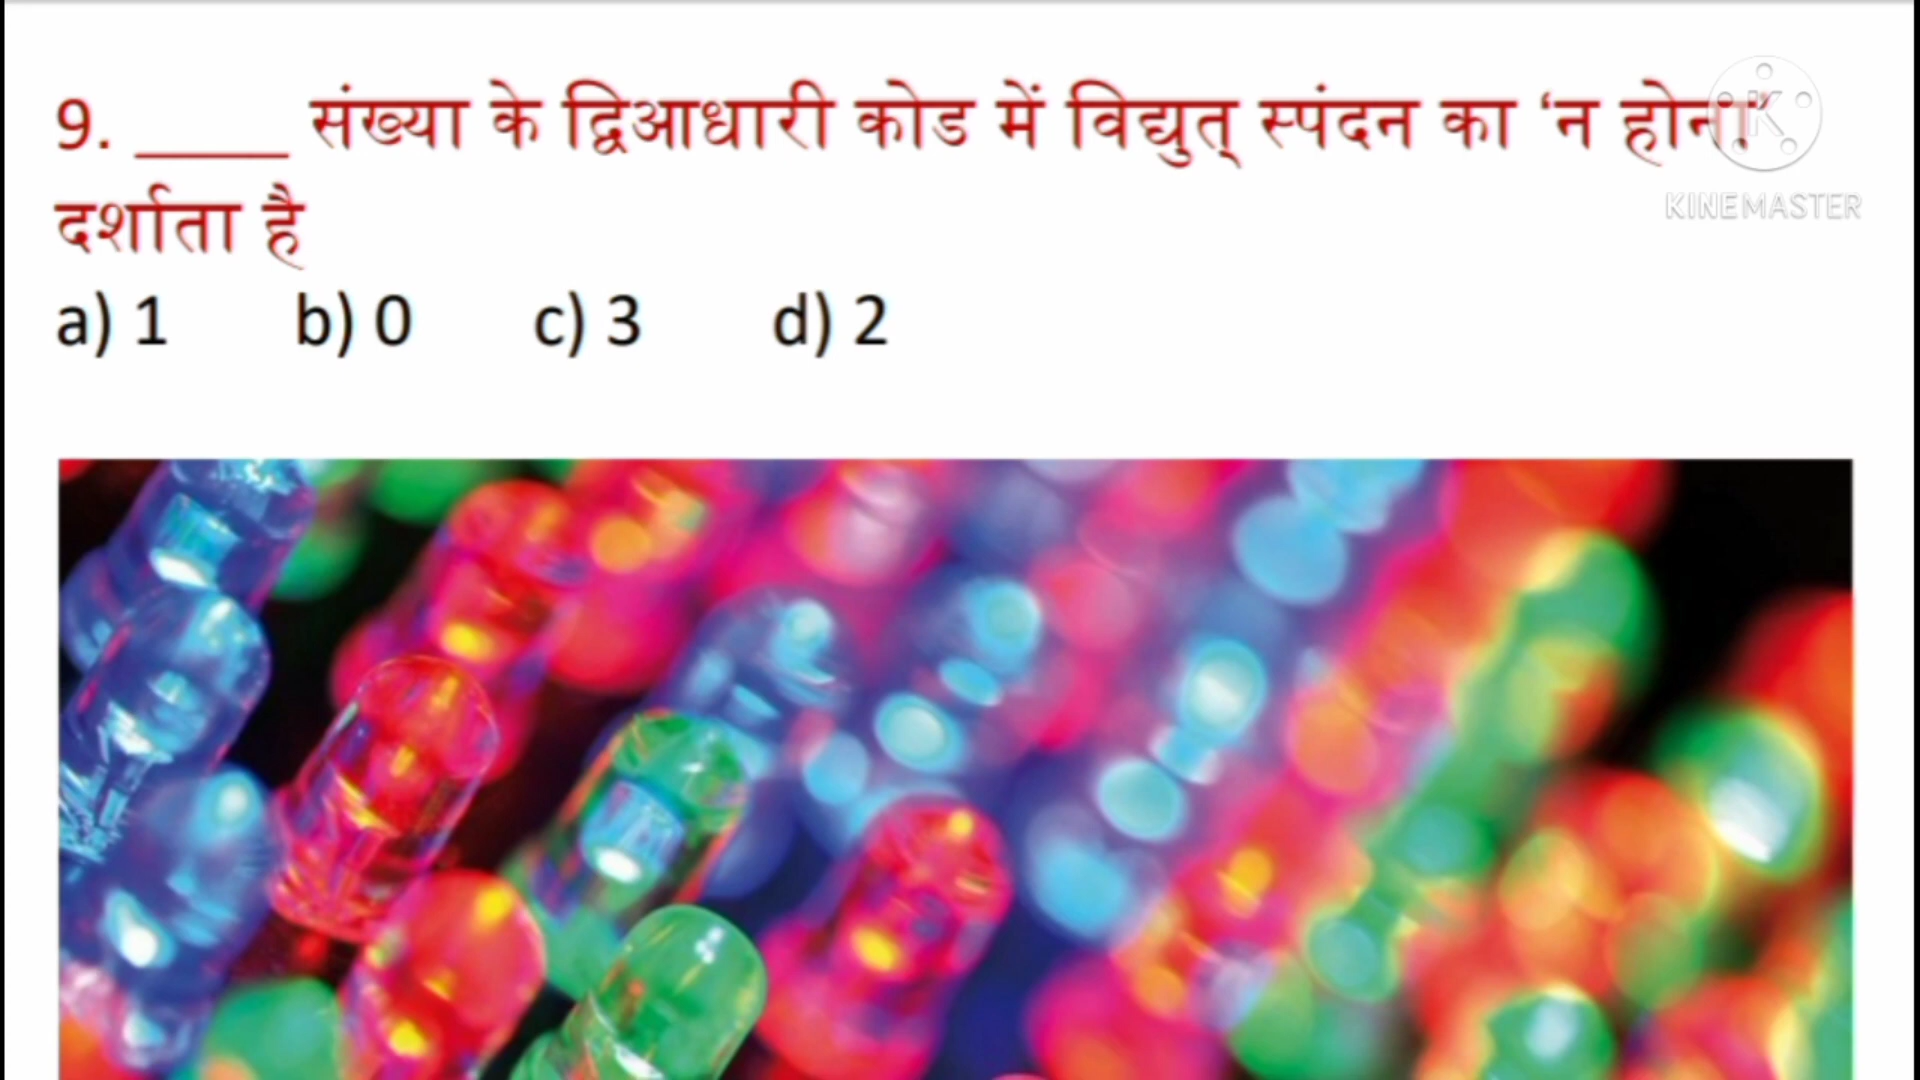 9. ____ संख्या के द्विआधारी कोड में विद्युत् स्पंदन का ‘न होना’
दर्शाता है
a) 1 b) 0 c) 3 d) 2
K
KINEMASTER